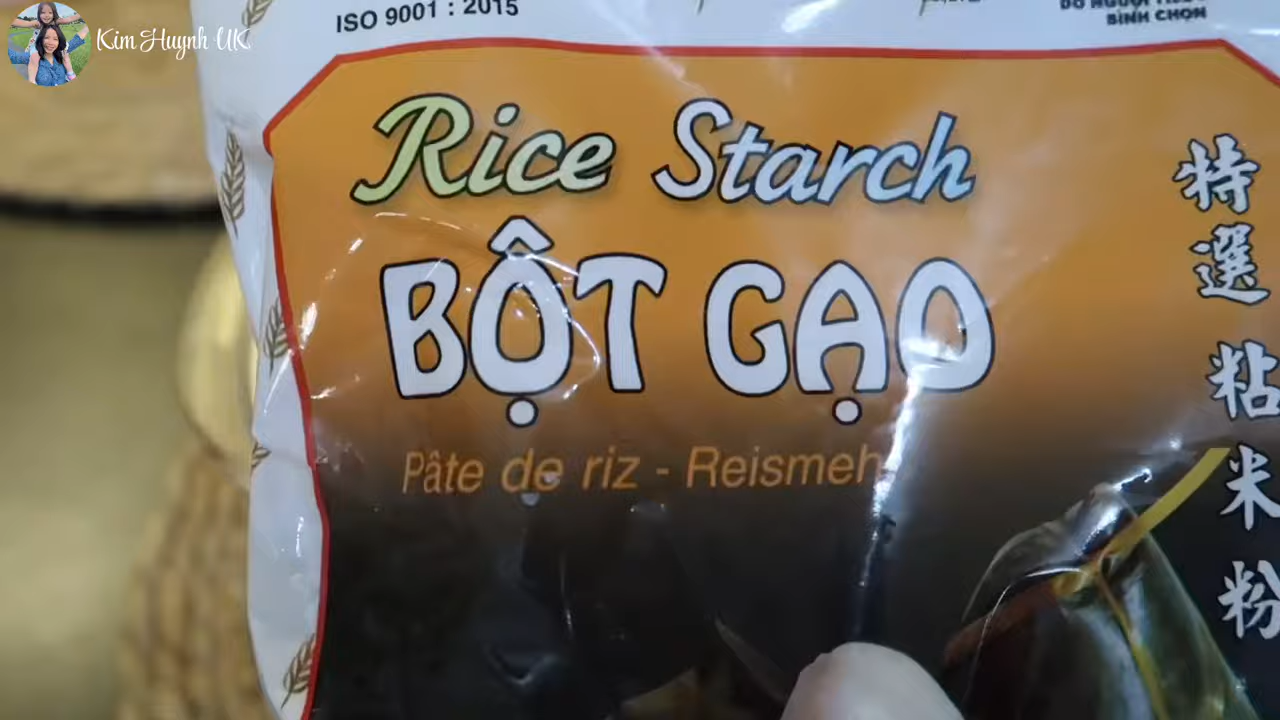 Kim Huynh UK
ISO 9001 : 2015
BÌNH CHỌN
Rice Starch
BỘT GẠO
Pâte de riz - Reismeh
特選粘米粉